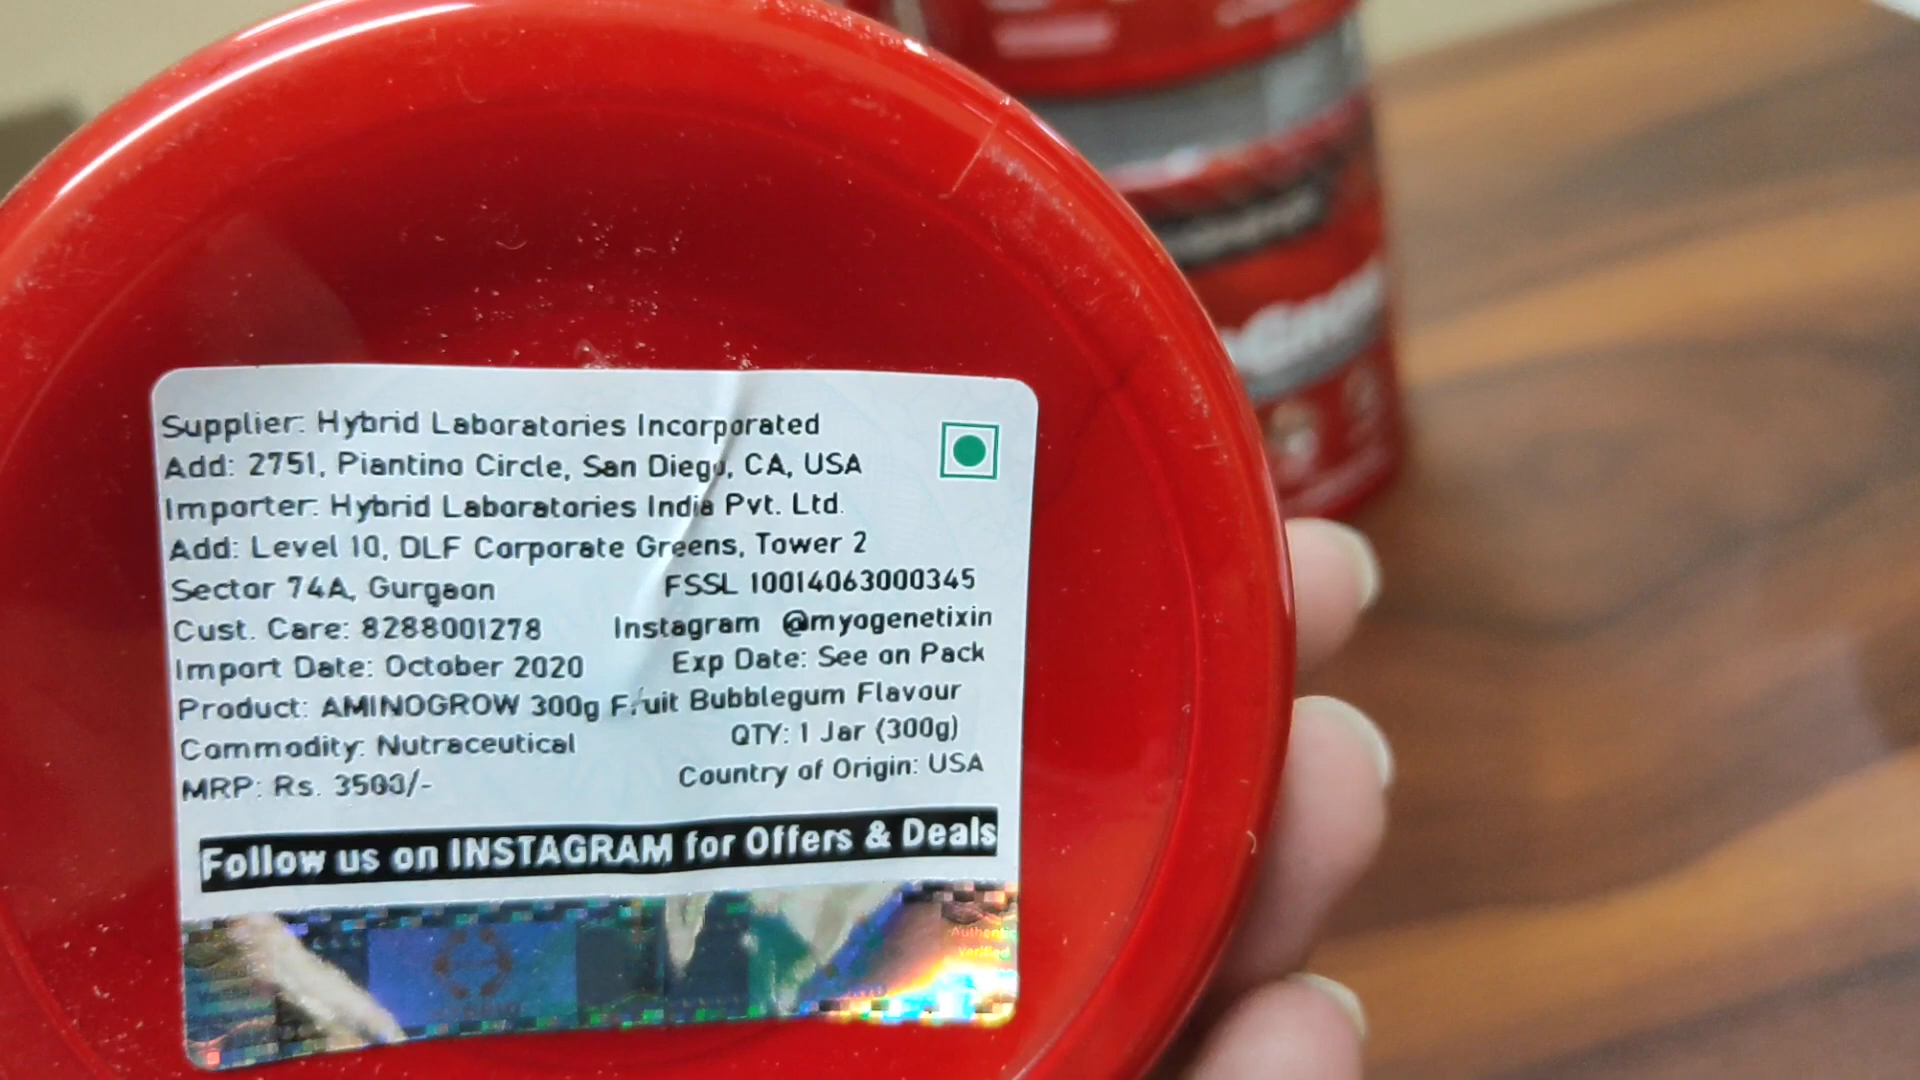 Supplier: Hybrid Laboratories Incorporated
Add: 2751, Piantino Circle, San Diego, CA, USA
Importer: Hybrid Laboratories India Pvt. Ltd.
Add: Level 10, DLF Corporate Greens, Tower 2
Sector 74A, Gurgaon FSSL 10014063000345
Cust. Care: 8288001278 Instagram @myogenetixin
Import Date: October 2020 Exp Date: See on Pack
Product: AMINOGROW 300g Fruit Bubblegum Flavour
Commodity: Nutraceutical QTY: 1 Jar (300g)
MRP: Rs. 3500/- Country of Origin: USA
Follow us on INSTAGRAM for Offers & Deals
Verified